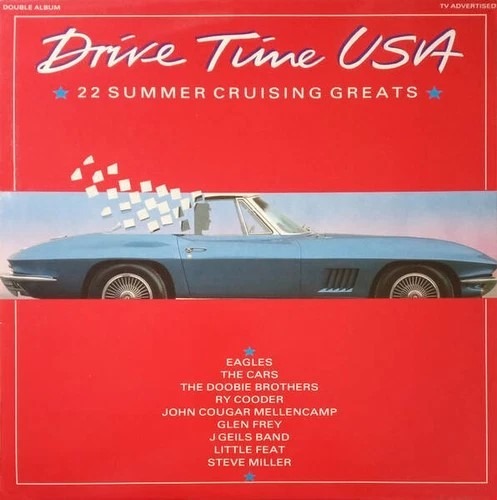 DOUBLE ALBUM
TV ADVERTISED
Drive Time USA
22 SUMMER CRUISING GREATS
EAGLES
THE CARS
THE DOOBIE BROTHERS
RY COODER
JOHN COUGAR MELLENCAMP
GLEN FREY
J GEILS BAND
LITTLE FEAT
STEVE MILLER